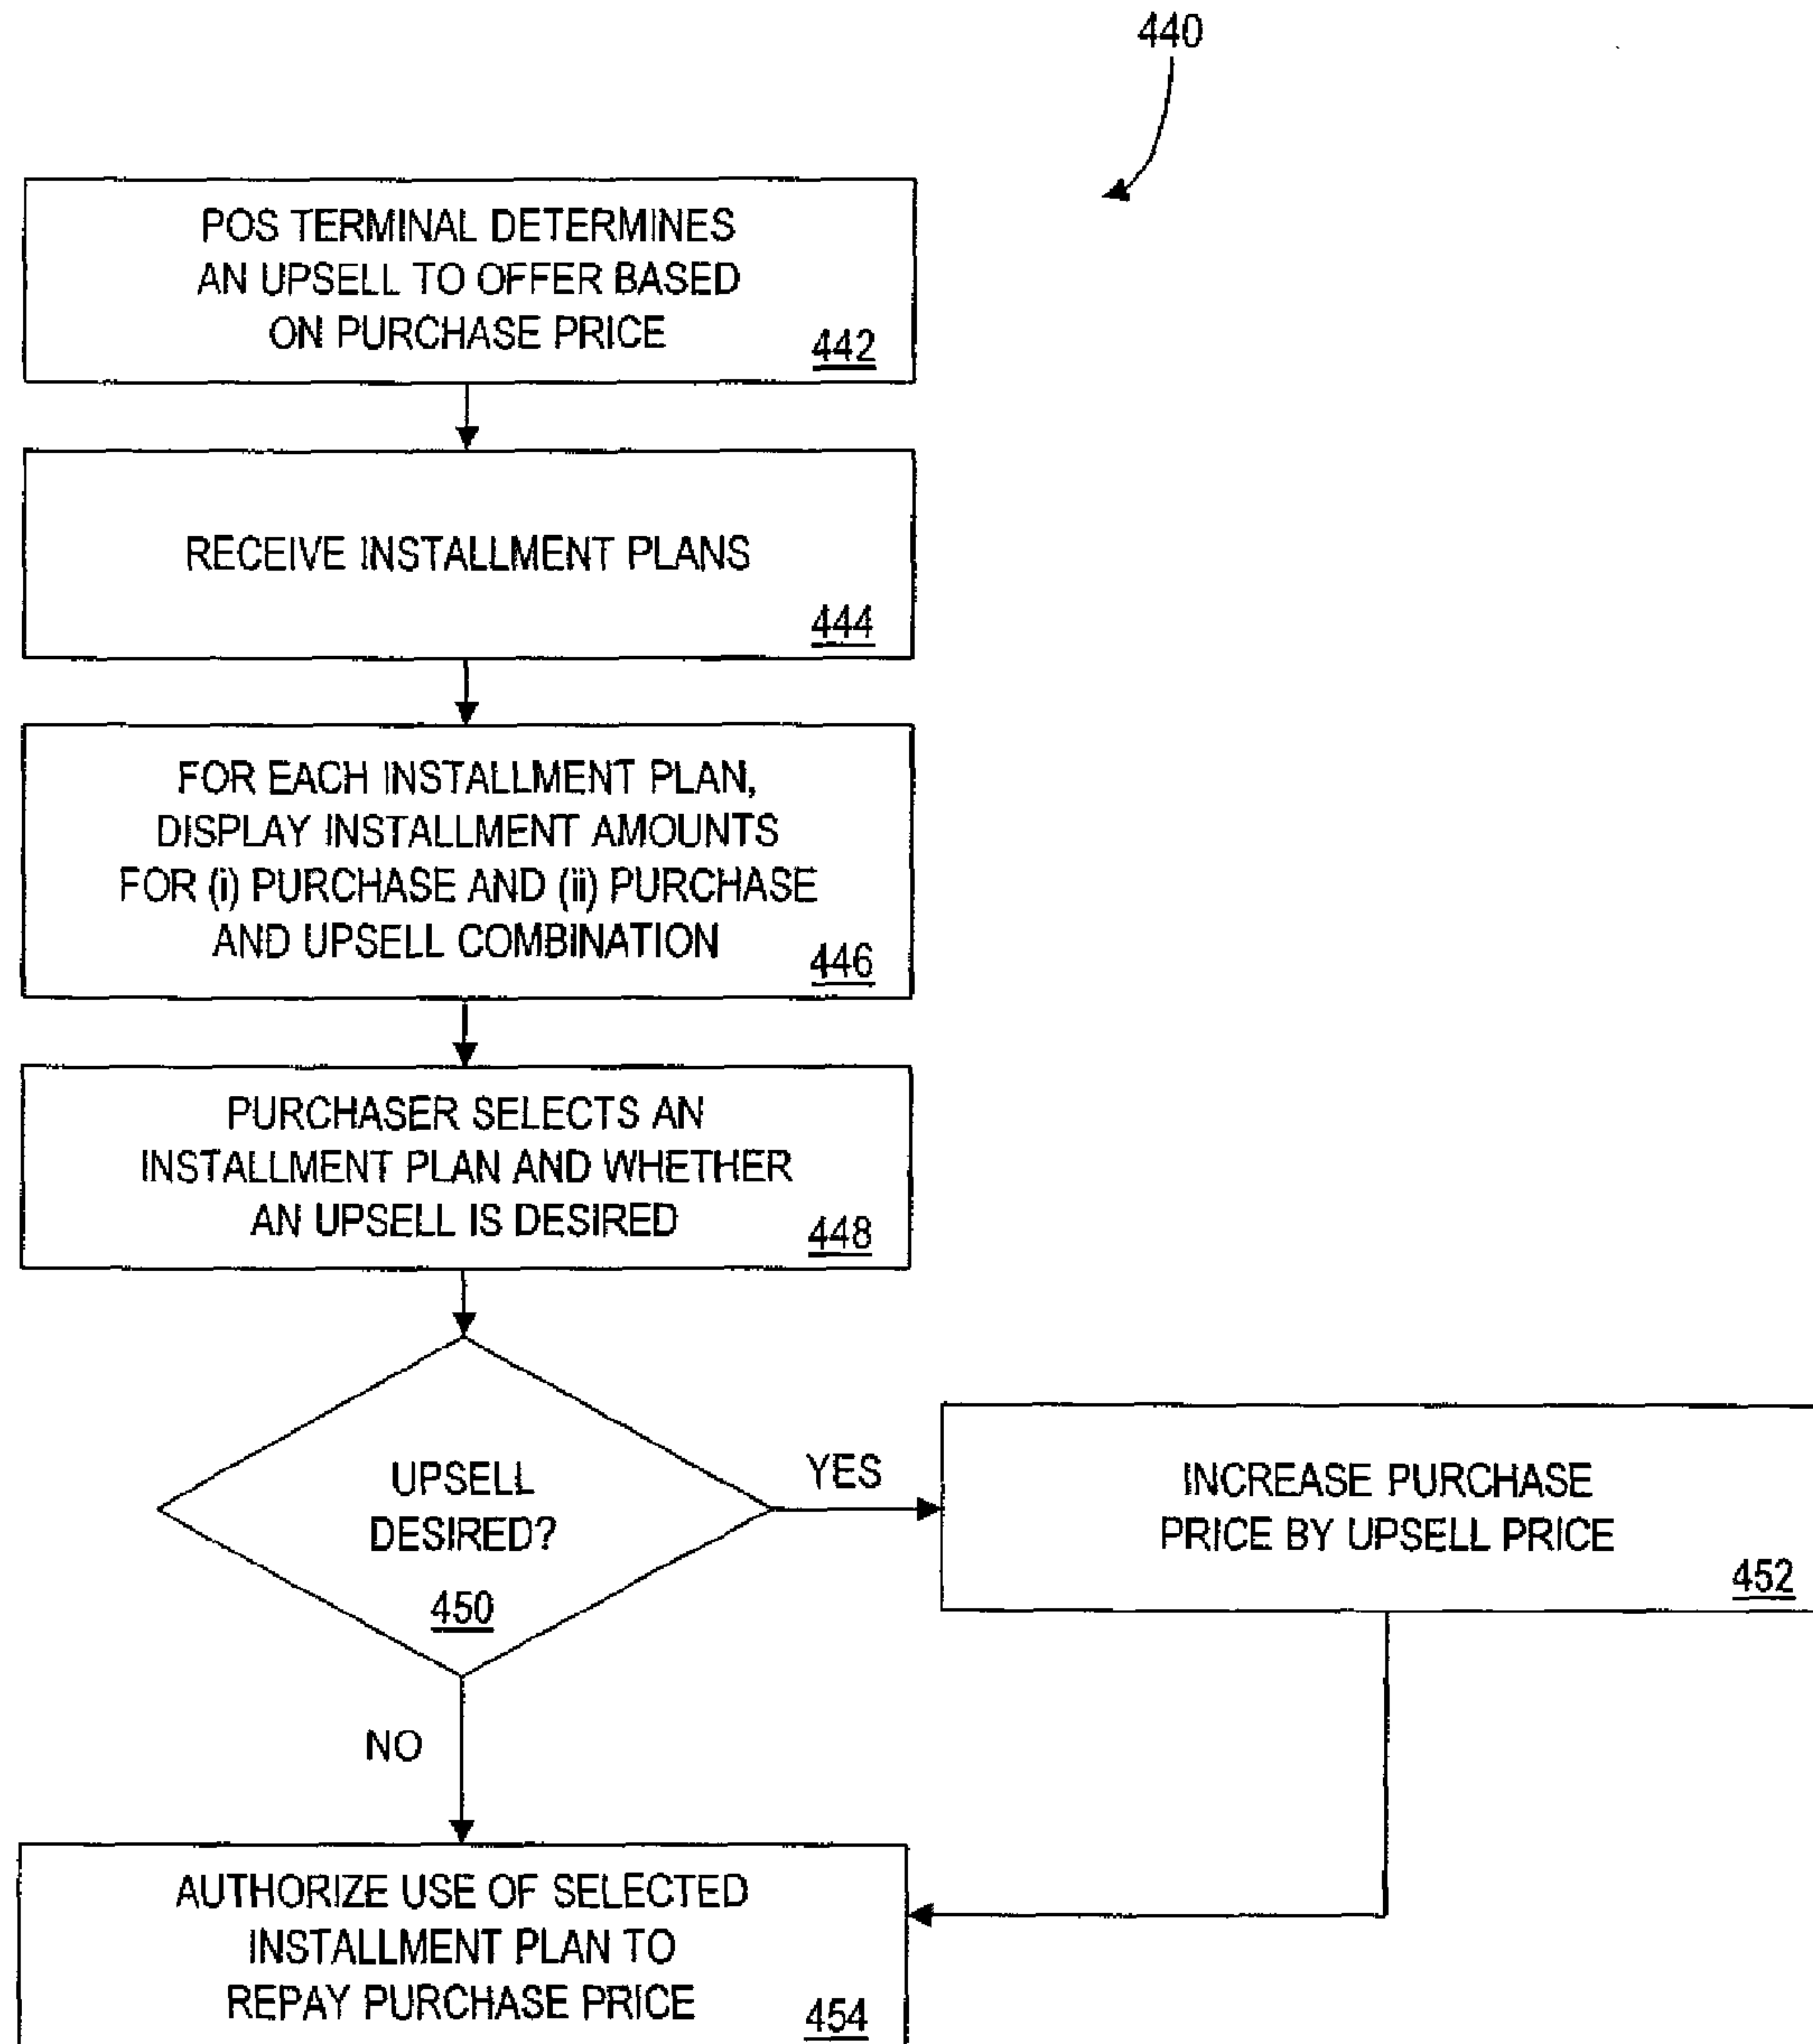 440
POS TERMINAL DETERMINES
AN UPSELL TO OFFER BASED
ON PURCHASE PRICE
442
RECEIVE INSTALLMENT PLANS
444
FOR EACH INSTALLMENT PLAN,
DISPLAY INSTALLMENT AMOUNTS
FOR (i) PURCHASE AND (ii) PURCHASE
AND UPSELL COMBINATION
446
PURCHASER SELECTS AN
INSTALLMENT PLAN AND WHETHER
AN UPSELL IS DESIRED
448
UPSELL
DESIRED?
450
YES
INCREASE PURCHASE
PRICE BY UPSELL PRICE
452
NO
AUTHORIZE USE OF SELECTED
INSTALLMENT PLAN TO
REPAY PURCHASE PRICE
454